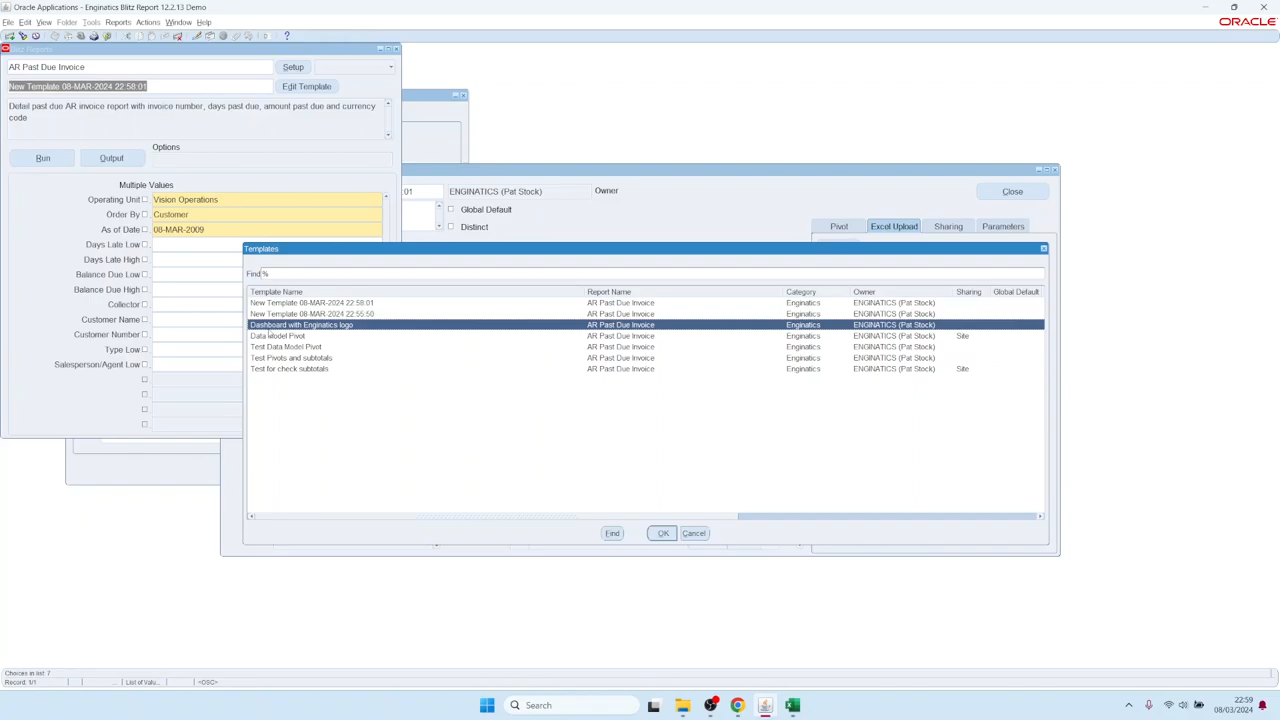 Oracle Applications - Enginatics Blitz Report 12.2.13 Demo
File Edit View Folder Tools Reports Actions Window Help
ORACLE
Blitz Reports
AR Past Due Invoice
Setup
New Template 08-MAR-2024 22:58:01
Edit Template
Detail past due AR invoice report with invoice number, days past due, amount past due and currency
code
Options
Run
Output
01
ENGINATICS (Pat Stock)
Owner
Close
Global Default
Distinct
Pivot
Excel Upload
Sharing
Parameters
Multiple Values
Operating Unit
Vision Operations
Order By
Customer
As of Date
08-MAR-2009
Days Late Low
Days Late High
Balance Due Low
Balance Due High
Collector
Customer Name
Customer Number
Type Low
Salesperson/Agent Low
Templates
Find %
Template Name Report Name Category Owner Sharing Global Default
New Template 08-MAR-2024 22:58:01 AR Past Due Invoice Enginatics ENGINATICS (Pat Stock)
New Template 08-MAR-2024 22:55:50 AR Past Due Invoice Enginatics ENGINATICS (Pat Stock)
Dashboard with Enginatics logo AR Past Due Invoice Enginatics ENGINATICS (Pat Stock)
Data Model Pivot AR Past Due Invoice Enginatics ENGINATICS (Pat Stock) Site
Test Data Model Pivot AR Past Due Invoice Enginatics ENGINATICS (Pat Stock)
Test Pivots and subtotals AR Past Due Invoice Enginatics ENGINATICS (Pat Stock)
Test for check subtotals AR Past Due Invoice Enginatics ENGINATICS (Pat Stock) Site
Find
OK
Cancel
Choices in list: 7
Record: 1/1 ... List of Valu... <OSC>
Search
22:59
08/03/2024